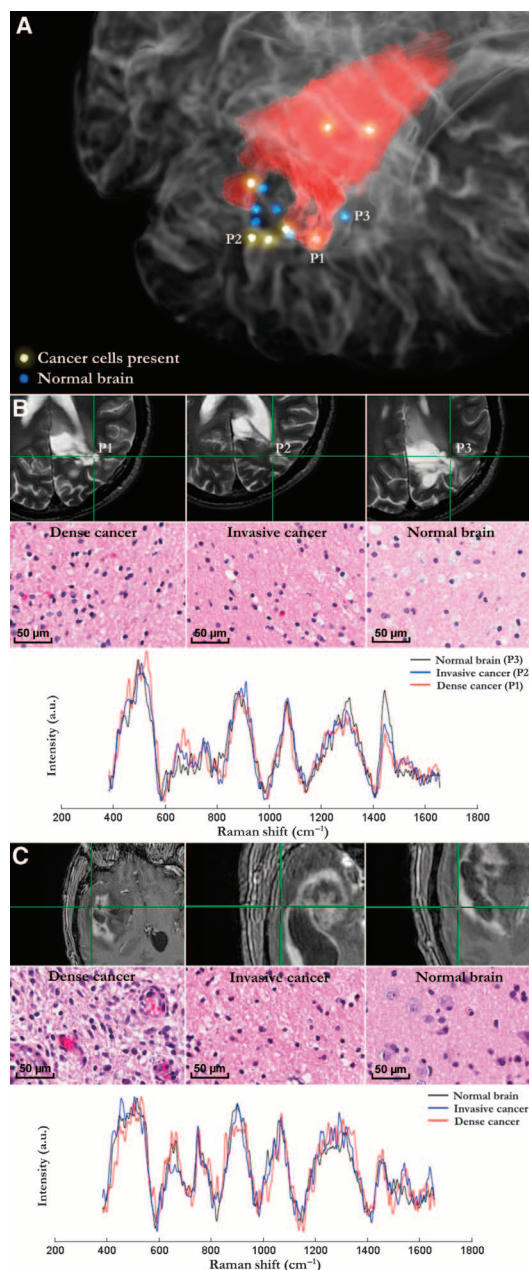 A
P3
P2
P1
Cancer cells present
Normal brain
B
P1
P2
P3
Dense cancer
Invasive cancer
Normal brain
50 µm
50 µm
50 µm
Normal brain (P3)
Invasive cancer (P2
Dense cancer (P1)
Intensity (a.u.)
200
400
600
800
1000
1200
1400
1600
1800
Raman shift (cm⁻¹)
C
Dense cancer
Invasive cancer
Normal brain
50 µm
50 µm
50 µm
Normal brain
Invasive cancer
Dense cancer
Intensity (a.u.)
200
400
600
800
1000
1200
1400
1600
1800
Raman shift (cm⁻¹)